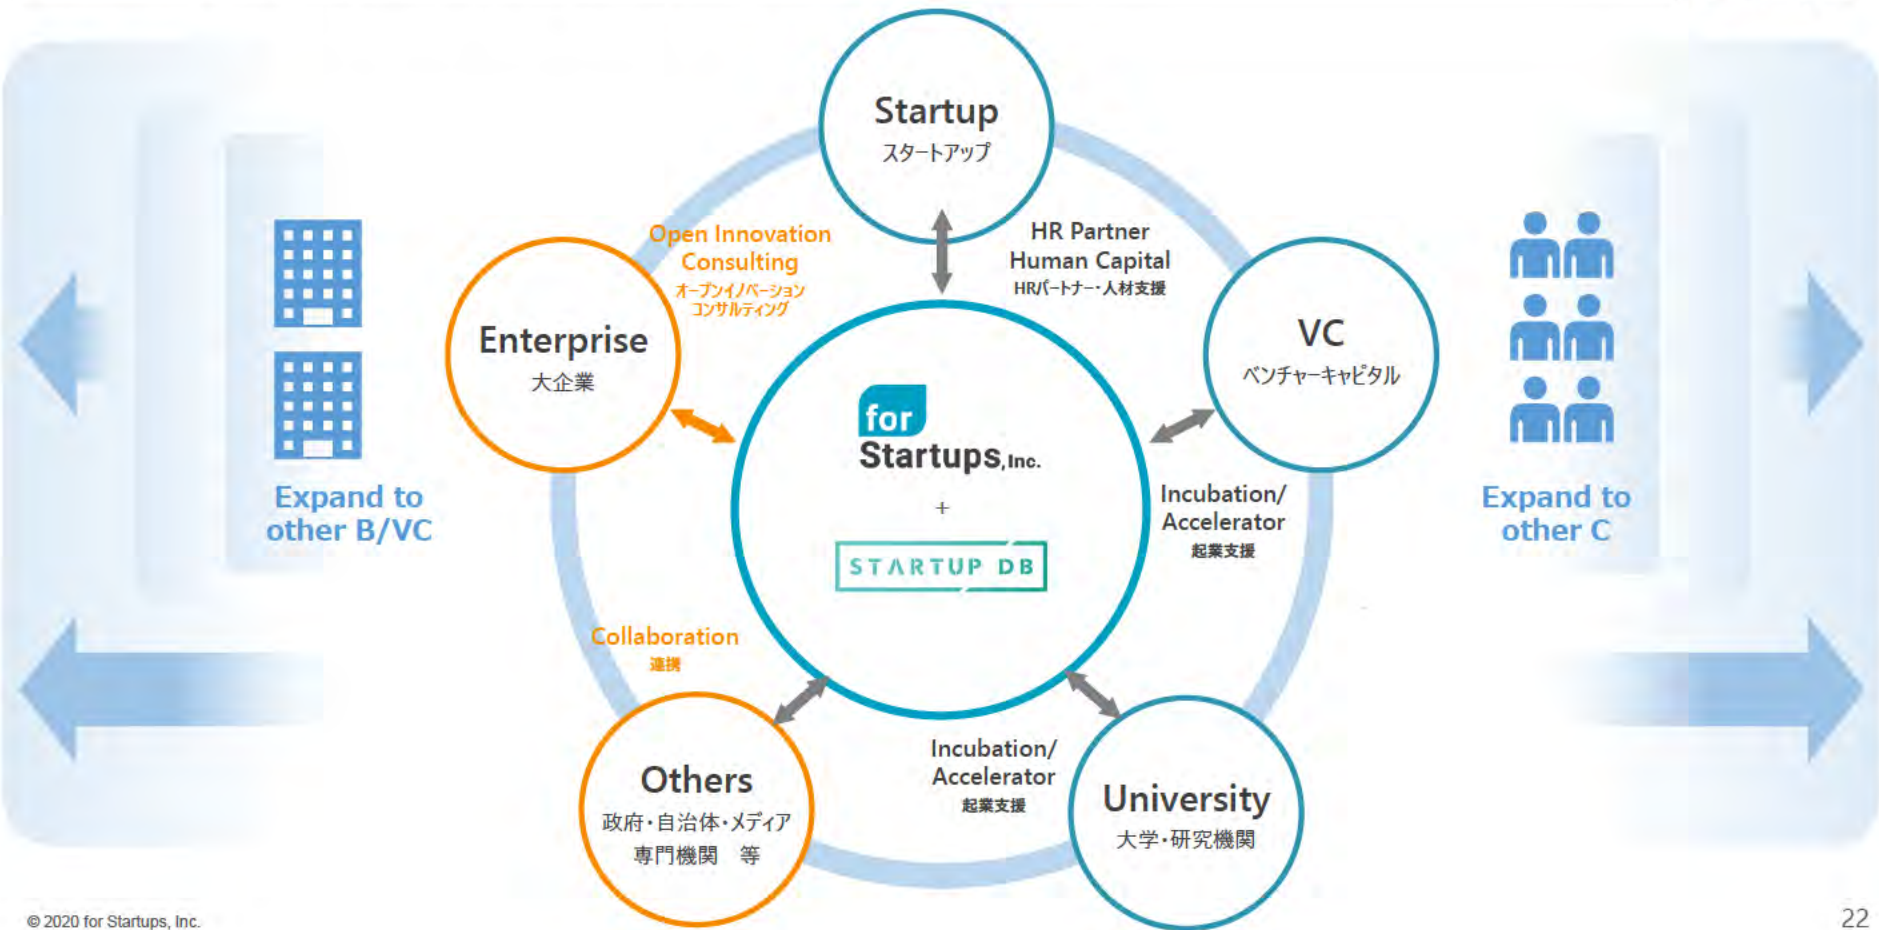 Startup
スタートアップ
Open Innovation
Consulting
オープンイノベーション
コンサルティング
HR Partner
Human Capital
HRパートナー・人材支援
Enterprise
大企業
VC
ベンチャーキャピタル
for
Startups,Inc.
+
STARTUP DB
Expand to
other B/VC
Incubation/
Accelerator
起業支援
Expand to
other C
Collaboration
連携
Others
政府・自治体・メディア
専門機関　等
Incubation/
Accelerator
起業支援
University
大学・研究機関
© 2020 for Startups, Inc.
22